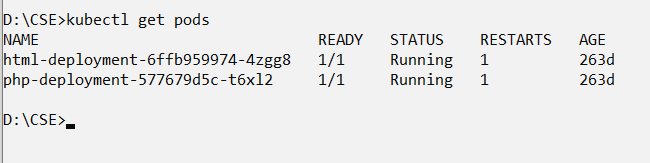 D:\CSE>kubectl get pods
NAME                               READY   STATUS    RESTARTS   AGE
html-deployment-6ffb959974-4zgg8   1/1     Running   1          263d
php-deployment-577679d5c-t6xl2     1/1     Running   1          263d
D:\CSE>